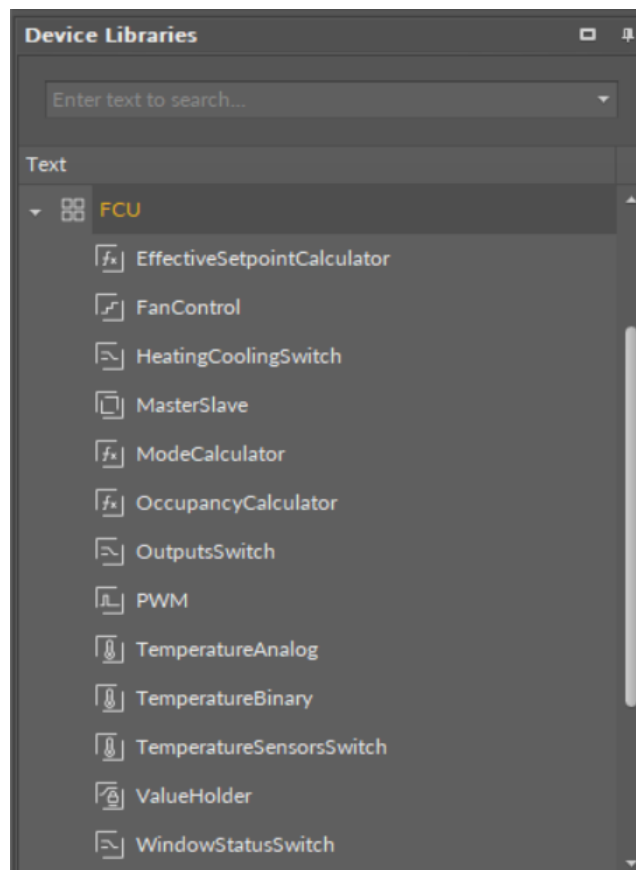 Device Libraries
Enter text to search...
Text
FCU
EffectiveSetpointCalculator
FanControl
HeatingCoolingSwitch
MasterSlave
ModeCalculator
OccupancyCalculator
OutputsSwitch
PWM
TemperatureAnalog
TemperatureBinary
TemperatureSensorsSwitch
ValueHolder
WindowStatusSwitch